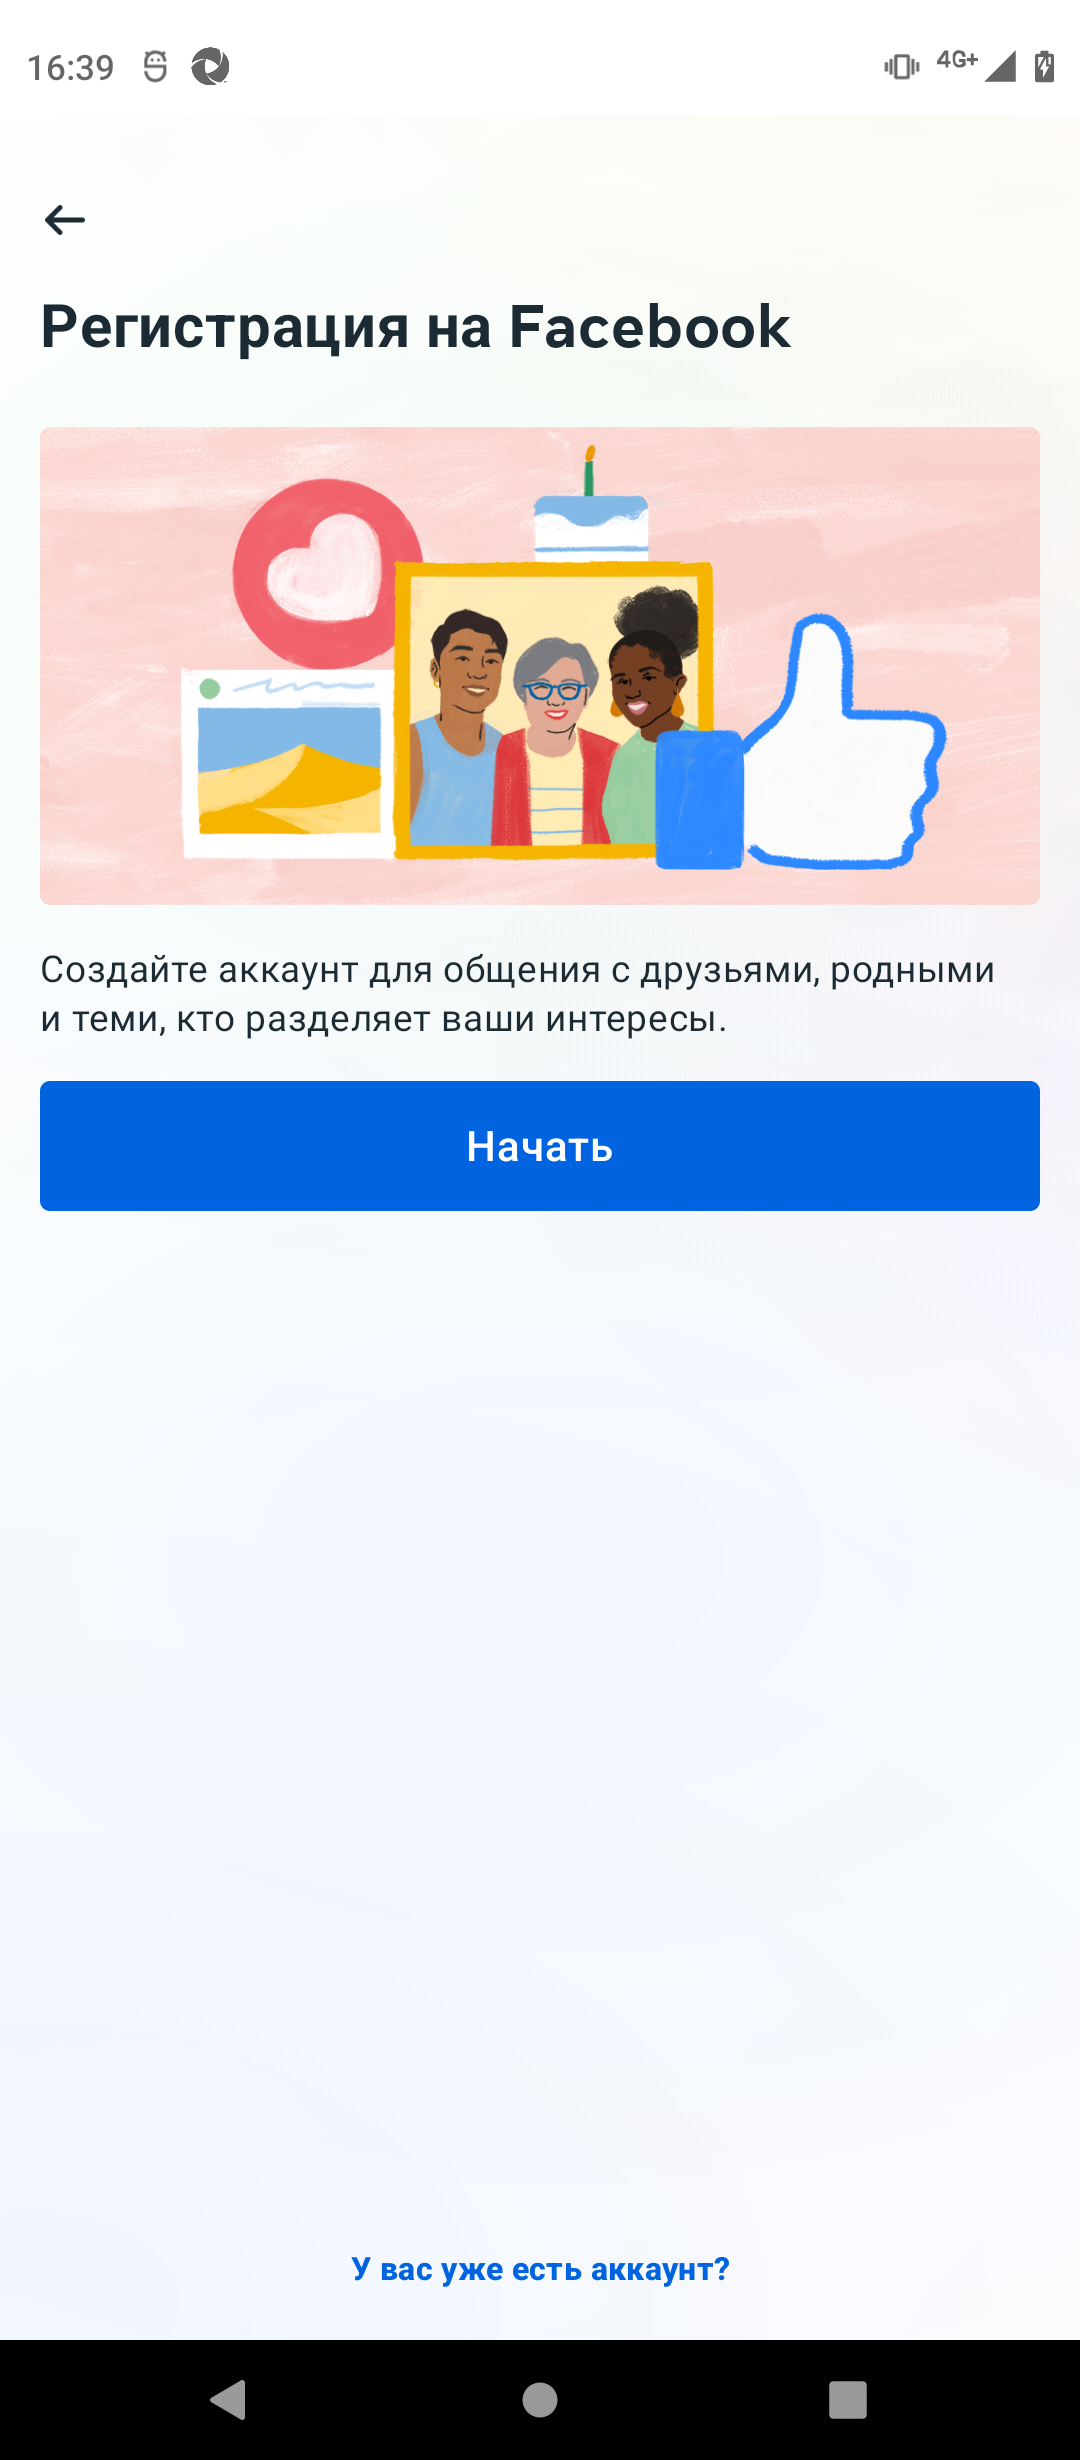 16:39
4G+
Регистрация на Facebook
Создайте аккаунт для общения с друзьями, родными
и теми, кто разделяет ваши интересы.
Начать
У вас уже есть аккаунт?